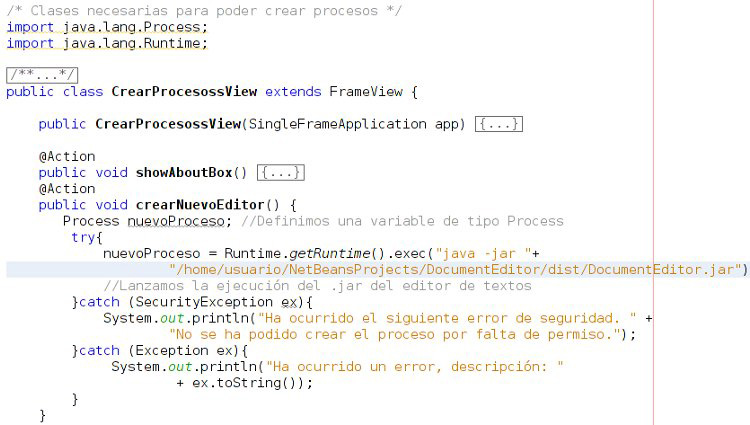 /* Clases necesarias para poder crear procesos */
import java.lang.Process;
import java.lang.Runtime;
/**...*/
public class CrearProcesossView extends FrameView {
public CrearProcesossView(SingleFrameApplication app) {...}
@Action
public void showAboutBox() {...}
@Action
public void crearNuevoEditor() {
Process nuevoProceso; //Definimos una variable de tipo Process
try{
nuevoProceso = Runtime.getRuntime().exec("java -jar "+
"/home/usuario/NetBeansProjects/DocumentEditor/dist/DocumentEditor.jar")
//Lanzamos la ejecución del .jar del editor de textos
}catch (SecurityException ex){
System.out.println("Ha ocurrido el siguiente error de seguridad. " +
"No se ha podido crear el proceso por falta de permiso.");
}catch (Exception ex){
System.out.println("Ha ocurrido un error, descripción: "
+ ex.toString());
}
}